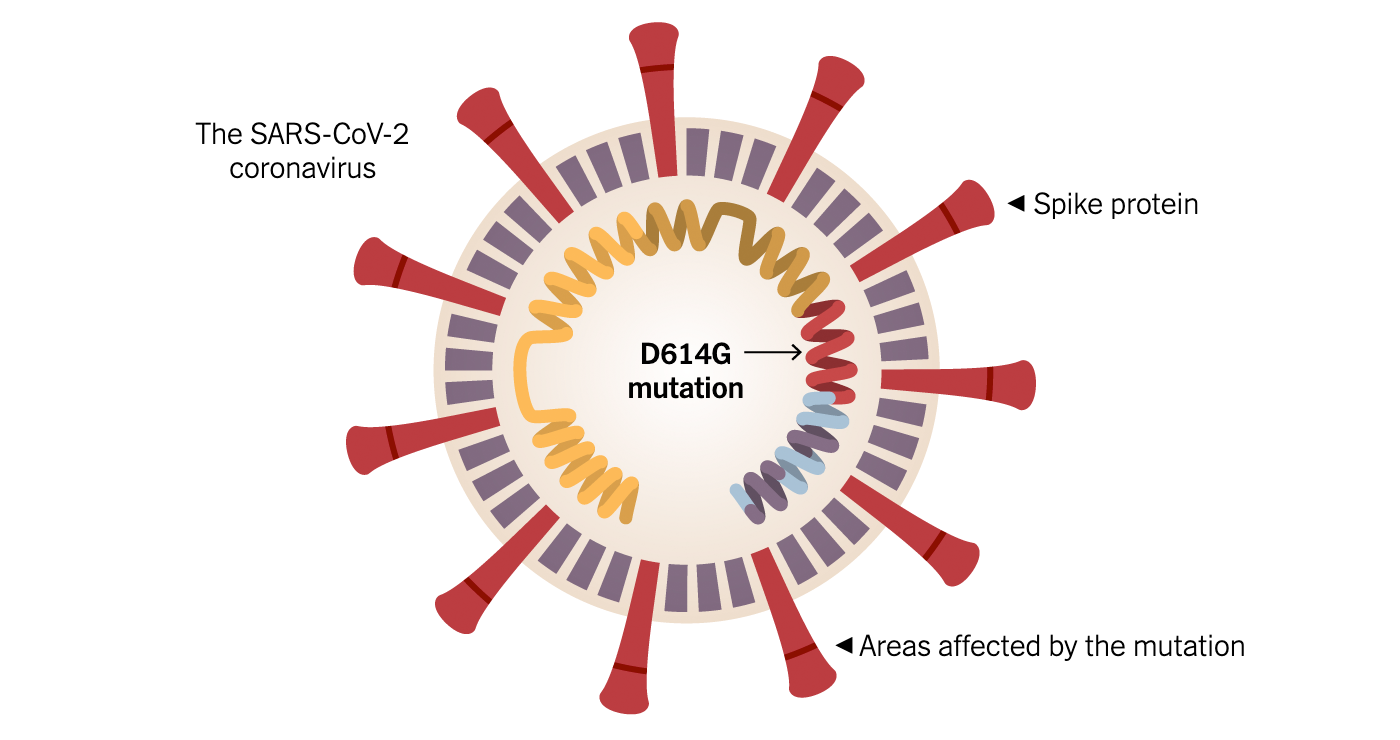 The SARS-CoV-2
coronavirus
◄ Spike protein
D614G
mutation
◄ Areas affected by the mutation